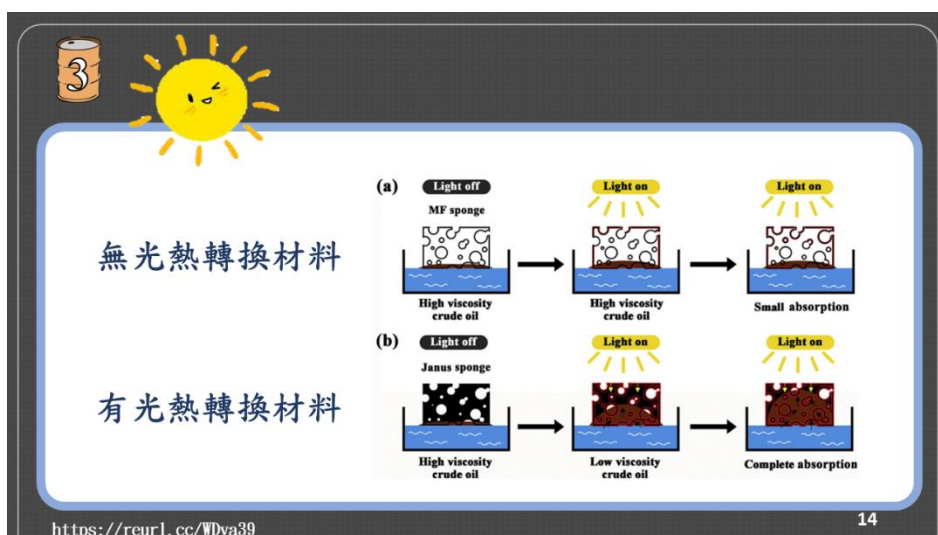 3
無光熱轉換材料
(a)
Light off
Light on
Light on
MF sponge
High viscosity
crude oil
High viscosity
crude oil
Small absorption
有光熱轉換材料
(b)
Light off
Light on
Light on
Janus sponge
High viscosity
crude oil
Low viscosity
crude oil
Complete absorption
https://reurl.cc/WDya39
14